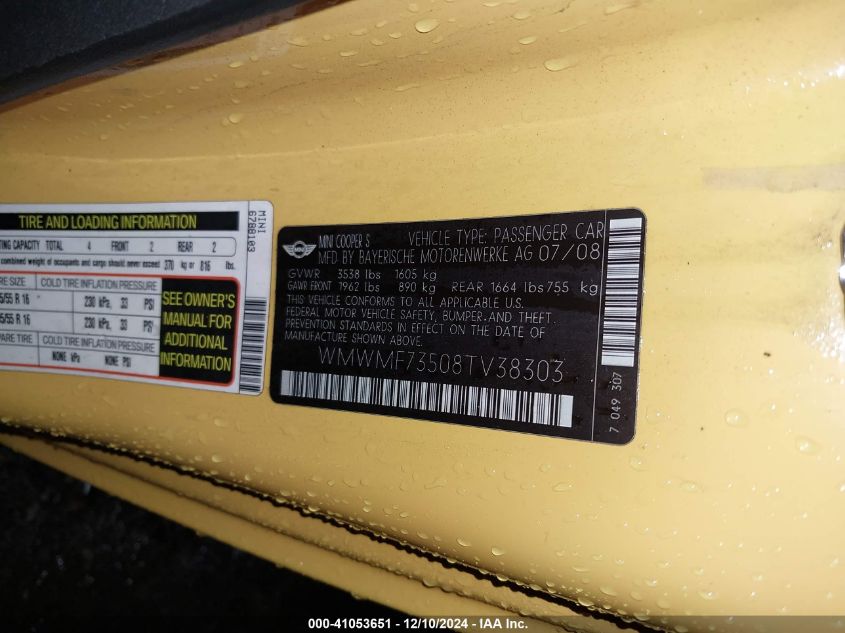 TIRE AND LOADING INFORMATION
TING CAPACITY TOTAL 4 FRONT 2 REAR 2
combined weight of occupants and cargo should never exceed 370 kg or 816 lbs.
RE SIZE COLD TIRE INFLATION PRESSURE
5/55 R 16 230 kPa, 33 PSI
5/55 R 16 230 kPa, 33 PSI
PARE TIRE COLD TIRE INFLATION PRESSURE
NONE kPa NONE PSI
SEE OWNER'S
MANUAL FOR
ADDITIONAL
INFORMATION
MINI
6788103
MINI
MINI COOPER S VEHICLE TYPE: PASSENGER CAR
MFD BY BAYERISCHE MOTORENWERKE AG 07/08
GVWR 3538 lbs 1605 kg
GAWR FRONT 1962 lbs 890 kg REAR 1664 lbs 755 kg
THIS VEHICLE CONFORMS TO ALL APPLICABLE U.S.
FEDERAL MOTOR VEHICLE SAFETY, BUMPER, AND THEFT
PREVENTION STANDARDS IN EFFECT ON THE DATE OF
MANUFACTURE SHOWN ABOVE.
WMWMF73508TV38303
7 049 307
000-41053651 - 12/10/2024 - IAA Inc.